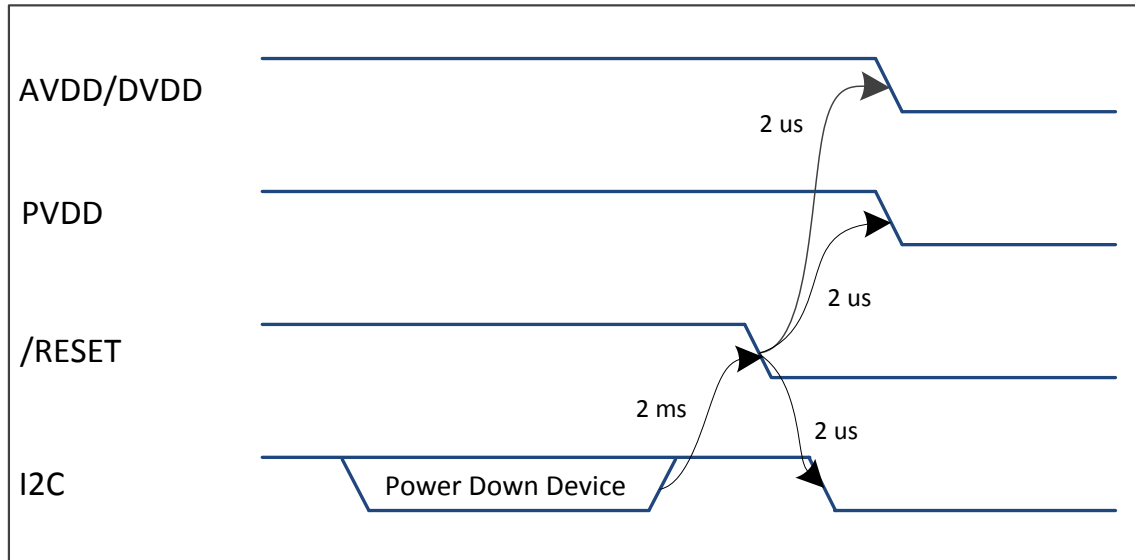 AVDD/DVDD
2 us
PVDD
2 us
/RESET
2 ms
2 us
I2C
Power Down Device